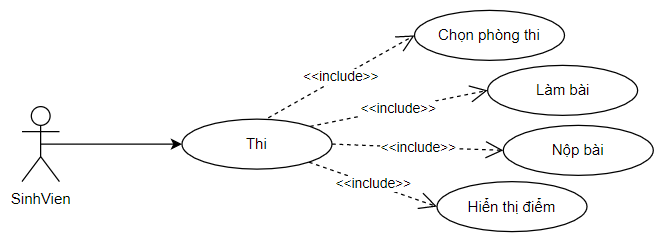 Chọn phòng thi
<<include>>
Làm bài
<<include>>
Thi
<<include>>
Nộp bài
<<include>>
SinhVien
Hiển thị điểm